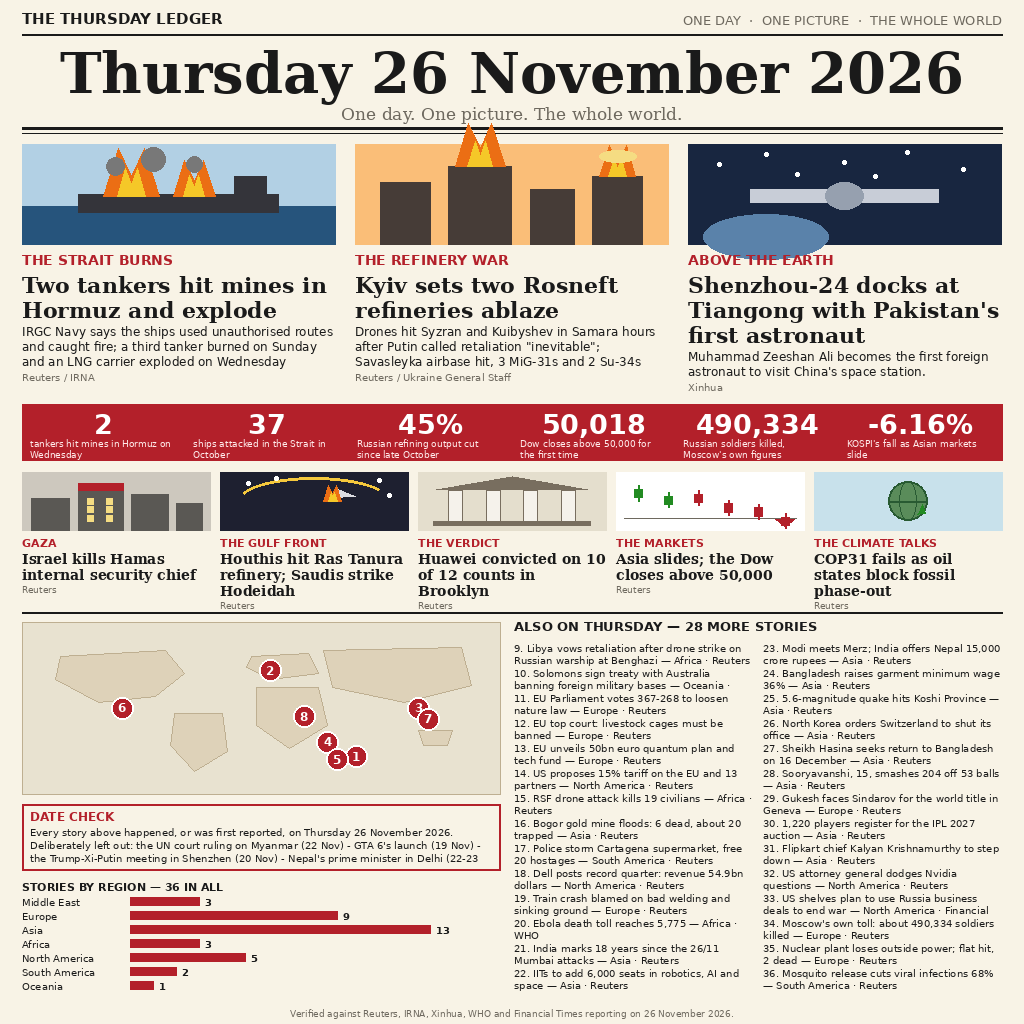 THE THURSDAY LEDGER
ONE DAY · ONE PICTURE · THE WHOLE WORLD
Thursday 26 November 2026
One day. One picture. The whole world.
THE STRAIT BURNS
Two tankers hit mines in
Hormuz and explode
IRGC Navy says the ships used unauthorised routes
and caught fire; a third tanker burned on Sunday
and an LNG carrier exploded on Wednesday
Reuters / IRNA
THE REFINERY WAR
Kyiv sets two Rosneft
refineries ablaze
Drones hit Syzran and Kuibyshev in Samara hours
after Putin called retaliation "inevitable";
Savasleyka airbase hit, 3 MiG-31s and 2 Su-34s
Reuters / Ukraine General Staff
ABOVE THE EARTH
Shenzhou-24 docks at
Tiangong with Pakistan's
first astronaut
Muhammad Zeeshan Ali becomes the first foreign
astronaut to visit China's space station.
Xinhua
2
tankers hit mines in Hormuz on
Wednesday
37
ships attacked in the Strait in
October
45%
Russian refining output cut
since late October
50,018
Dow closes above 50,000 for
the first time
490,334
Russian soldiers killed,
Moscow's own figures
-6.16%
KOSPI's fall as Asian markets
slide
GAZA
Israel kills Hamas
internal security chief
Reuters
THE GULF FRONT
Houthis hit Ras Tanura
refinery; Saudis strike
Hodeidah
Reuters
THE VERDICT
Huawei convicted on 10
of 12 counts in
Brooklyn
Reuters
THE MARKETS
Asia slides; the Dow
closes above 50,000
Reuters
THE CLIMATE TALKS
COP31 fails as oil
states block fossil
phase-out
Reuters
6
2
8
3
7
4
5
1
DATE CHECK
Every story above happened, or was first reported, on Thursday 26 November 2026.
Deliberately left out: the UN court ruling on Myanmar (22 Nov) - GTA 6's launch (19 Nov) -
the Trump-Xi-Putin meeting in Shenzhen (20 Nov) - Nepal's prime minister in Delhi (22-23
STORIES BY REGION — 36 IN ALL
Middle East 3
Europe 9
Asia 13
Africa 3
North America 5
South America 2
Oceania 1
ALSO ON THURSDAY — 28 MORE STORIES
9. Libya vows retaliation after drone strike on
Russian warship at Benghazi — Africa · Reuters
10. Solomons sign treaty with Australia
banning foreign military bases — Oceania ·
11. EU Parliament votes 367-268 to loosen
nature law — Europe · Reuters
12. EU top court: livestock cages must be
banned — Europe · Reuters
13. EU unveils 50bn euro quantum plan and
tech fund — Europe · Reuters
14. US proposes 15% tariff on the EU and 13
partners — North America · Reuters
15. RSF drone attack kills 19 civilians — Africa ·
Reuters
16. Bogor gold mine floods: 6 dead, about 20
trapped — Asia · Reuters
17. Police storm Cartagena supermarket, free
20 hostages — South America · Reuters
18. Dell posts record quarter: revenue 54.9bn
dollars — North America · Reuters
19. Train crash blamed on bad welding and
sinking ground — Europe · Reuters
20. Ebola death toll reaches 5,775 — Africa ·
WHO
21. India marks 18 years since the 26/11
Mumbai attacks — Asia · Reuters
22. IITs to add 6,000 seats in robotics, AI and
space — Asia · Reuters
23. Modi meets Merz; India offers Nepal 15,000
crore rupees — Asia · Reuters
24. Bangladesh raises garment minimum wage
36% — Asia · Reuters
25. 5.6-magnitude quake hits Koshi Province —
Asia · Reuters
26. North Korea orders Switzerland to shut its
office — Asia · Reuters
27. Sheikh Hasina seeks return to Bangladesh
on 16 December — Asia · Reuters
28. Sooryavanshi, 15, smashes 204 off 53 balls
— Asia · Reuters
29. Gukesh faces Sindarov for the world title in
Geneva — Europe · Reuters
30. 1,220 players register for the IPL 2027
auction — Asia · Reuters
31. Flipkart chief Kalyan Krishnamurthy to step
down — Asia · Reuters
32. US attorney general dodges Nvidia
questions — North America · Reuters
33. US shelves plan to use Russia business
deals to end war — North America · Financial
34. Moscow's own toll: about 490,334 soldiers
killed — Europe · Reuters
35. Nuclear plant loses outside power; flat hit,
2 dead — Europe · Reuters
36. Mosquito release cuts viral infections 68%
— South America · Reuters
Verified against Reuters, IRNA, Xinhua, WHO and Financial Times reporting on 26 November 2026.